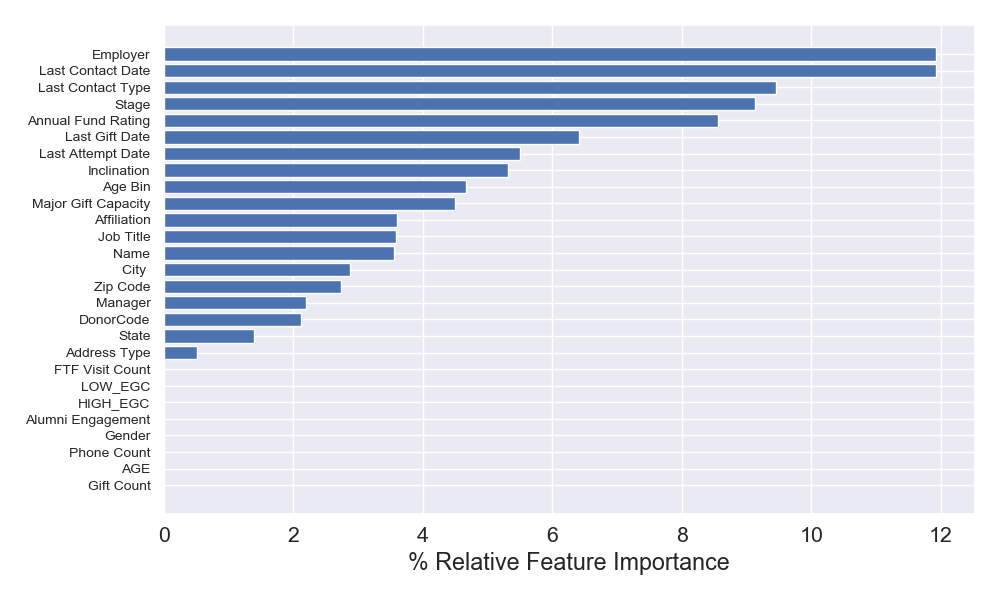 Employer
Last Contact Date
Last Contact Type
Stage
Annual Fund Rating
Last Gift Date
Last Attempt Date
Inclination
Age Bin
Major Gift Capacity
Affiliation
Job Title
Name
City
Zip Code
Manager
DonorCode
State
Address Type
FTF Visit Count
LOW_EGC
HIGH_EGC
Alumni Engagement
Gender
Phone Count
AGE
Gift Count
0 2 4 6 8 10 12
% Relative Feature Importance